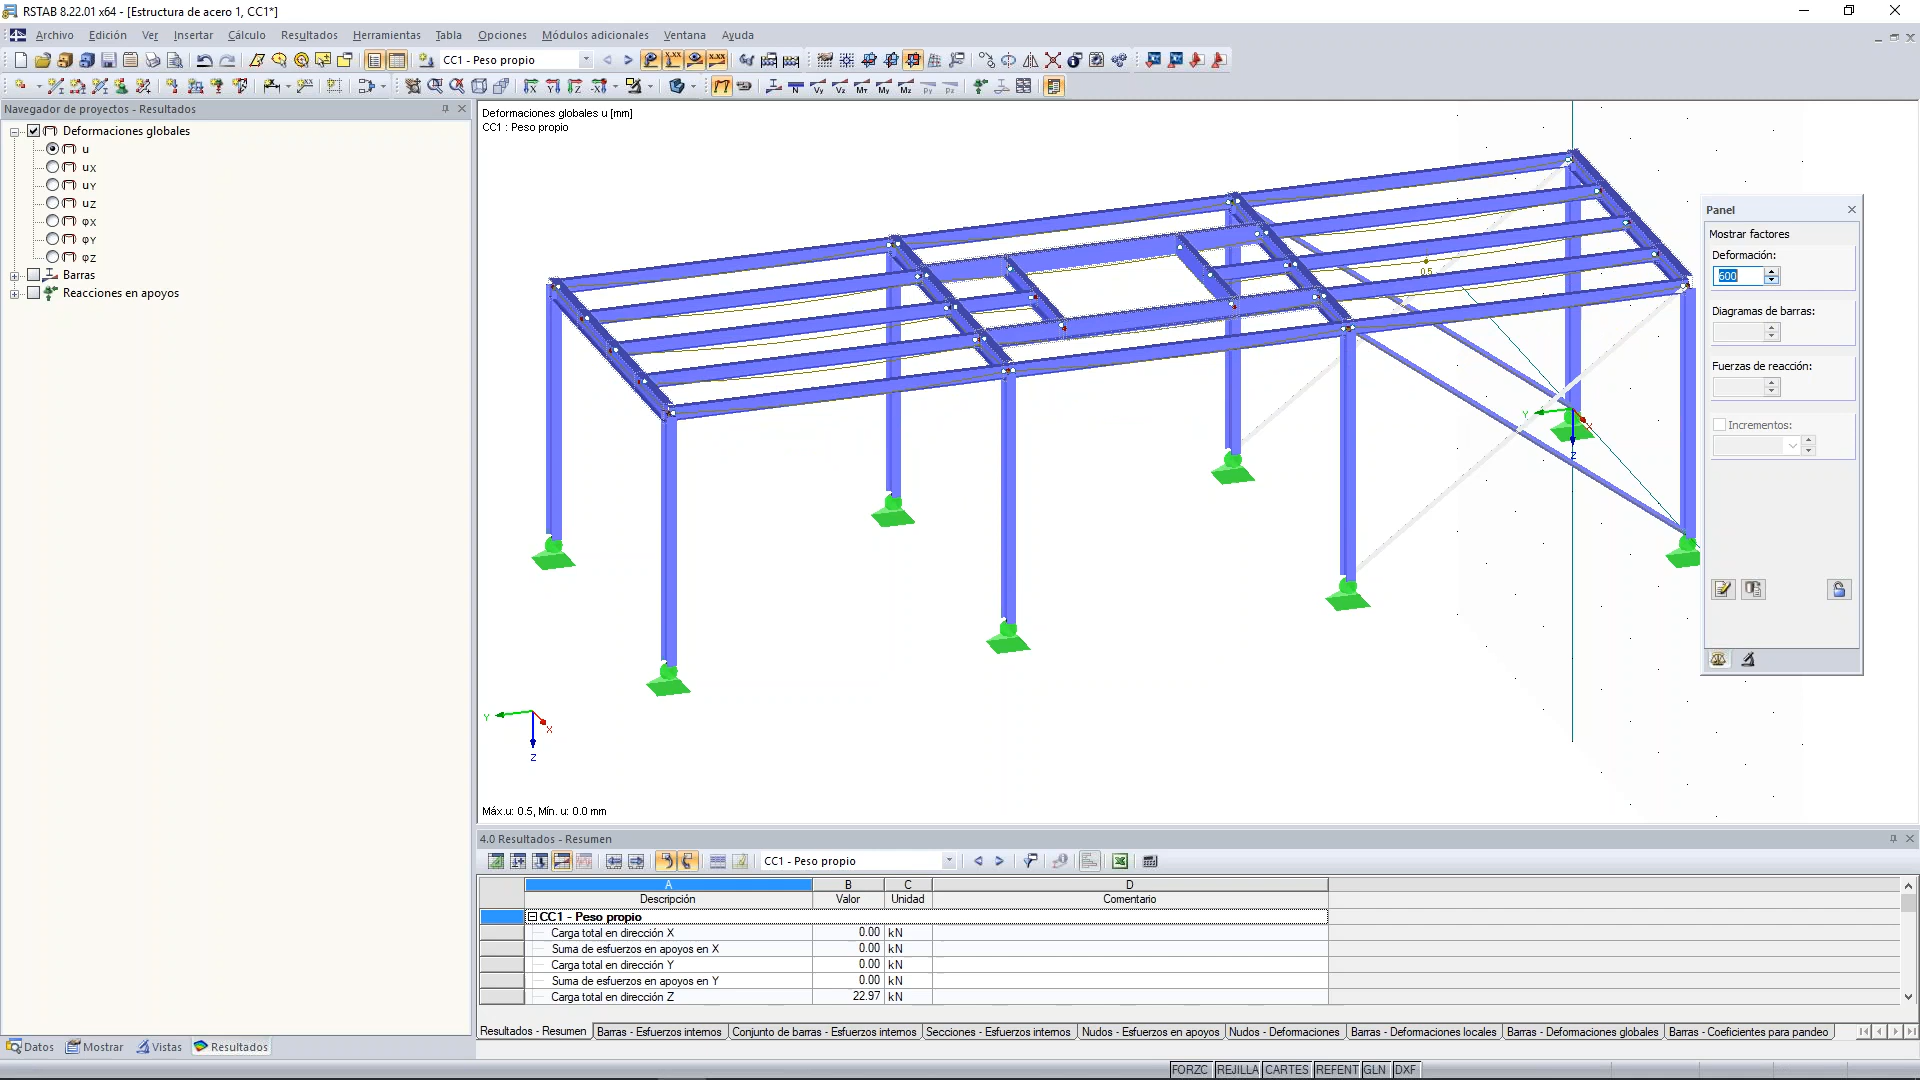 RSTAB 8.22.01 x64 - [Estructura de acero 1, CC1*]
Archivo Edición Ver Insertar Cálculo Resultados Herramientas Tabla Opciones Módulos adicionales Ventana Ayuda
CC1 - Peso propio
Navegador de proyectos - Resultados
Deformaciones globales
u
uX
uY
uZ
φX
φY
φZ
Barras
Reacciones en apoyos
Datos Mostrar Vistas Resultados
Deformaciones globales u [mm]
CC1 : Peso propio
0.5
Y
X
Z
Y
X
Z
Máx.u: 0.5, Mín. u: 0.0 mm
Panel
Mostrar factores
Deformación:
600
Diagramas de barras:
Fuerzas de reacción:
Incrementos:
4.0 Resultados - Resumen
CC1 - Peso propio
A B C D
Descripción Valor Unidad Comentario
CC1 - Peso propio
Carga total en dirección X 0.00 kN
Suma de esfuerzos en apoyos en X 0.00 kN
Carga total en dirección Y 0.00 kN
Suma de esfuerzos en apoyos en Y 0.00 kN
Carga total en dirección Z 22.97 kN
Resultados - Resumen Barras - Esfuerzos internos Conjunto de barras - Esfuerzos internos Secciones - Esfuerzos internos Nudos - Esfuerzos en apoyos Nudos - Deformaciones Barras - Deformaciones locales Barras - Deformaciones globales Barras - Coeficientes para pandeo
FORZC REJILLA CARTES REFENT GLN DXF